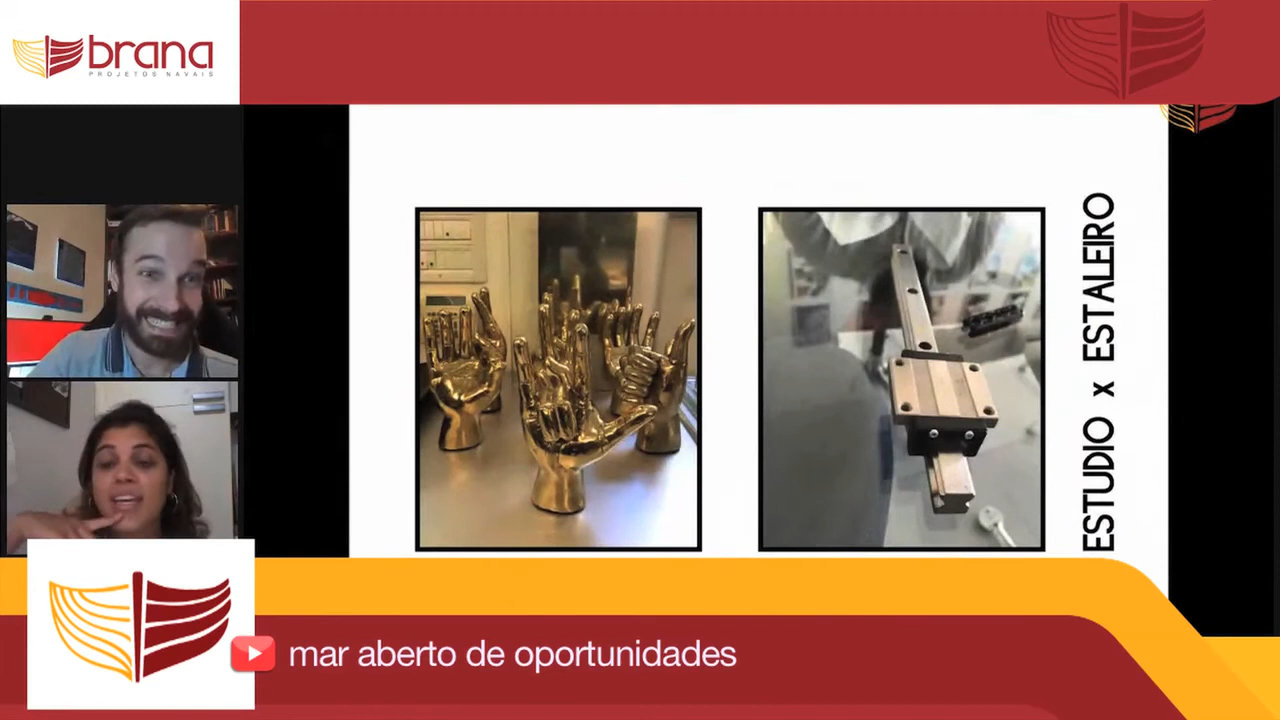 brana
PROJETOS NAVAIS
ESTUDIO x ESTALEIRO
mar aberto de oportunidades